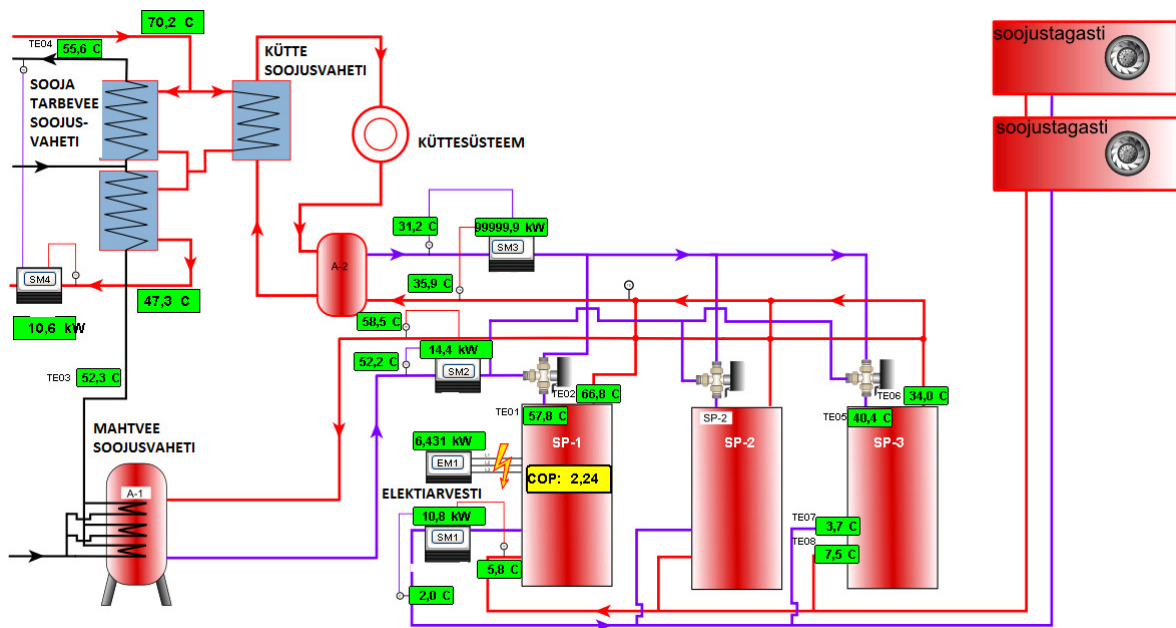 70,2 C
TE04
55,6 C
KÜTTE
SOOJUSVAHETI
SOOJA
TARBEVEE
SOOJUS-
VAHETI
KÜTTESÜSTEEM
soojustagasti
soojustagasti
31,2 C
99999,9 kW
SM3
A-2
35,9 C
SM4
47,3 C
10,6 kW
58,5 C
14,4 kW
52,2 C
SM2
TE03
52,3 C
TE02
66,8 C
TE01
57,8 C
SP-2
TE06
34,0 C
TE05
40,4 C
MAHTVEE
SOOJUSVAHETI
6,431 kW
SP-1
SP-2
SP-3
EM1
COP: 2,24
A-1
ELEKTIARVESTI
10,8 kW
SM1
TE07
3,7 C
TE08
7,5 C
5,8 C
2,0 C